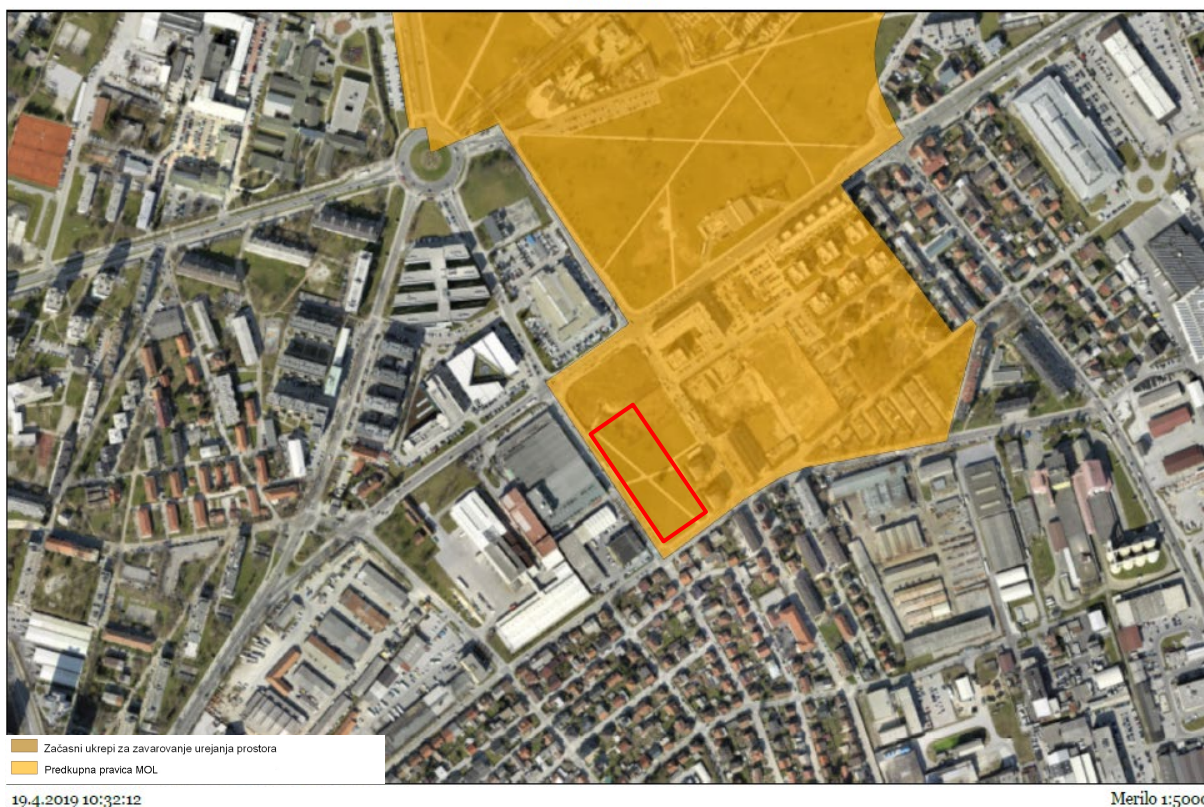 Začasni ukrepi za zavarovanje urejanja prostora
Predkupna pravica MOL
19.4.2019 10:32:12
Merilo 1:5000